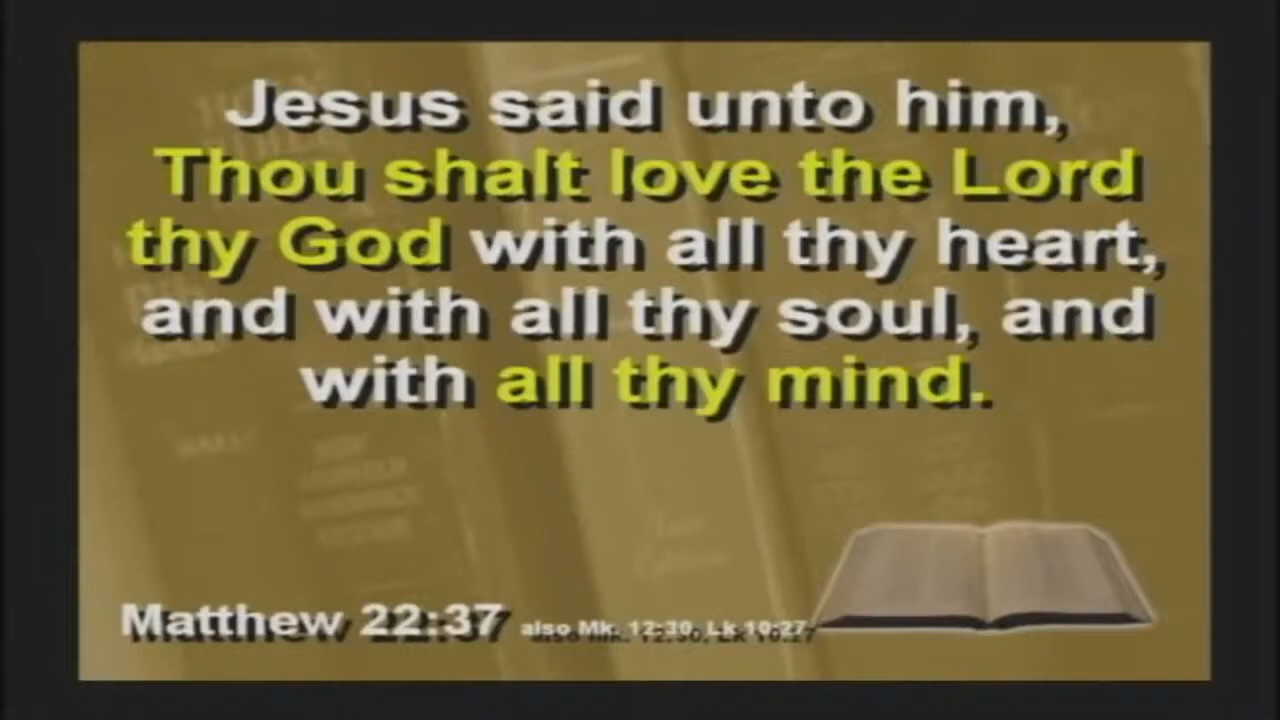 Jesus said unto him,
Thou shalt love the Lord
thy God with all thy heart,
and with all thy soul, and
with all thy mind.
Matthew 22:37 also Mk. 12:30, Lk 10:27